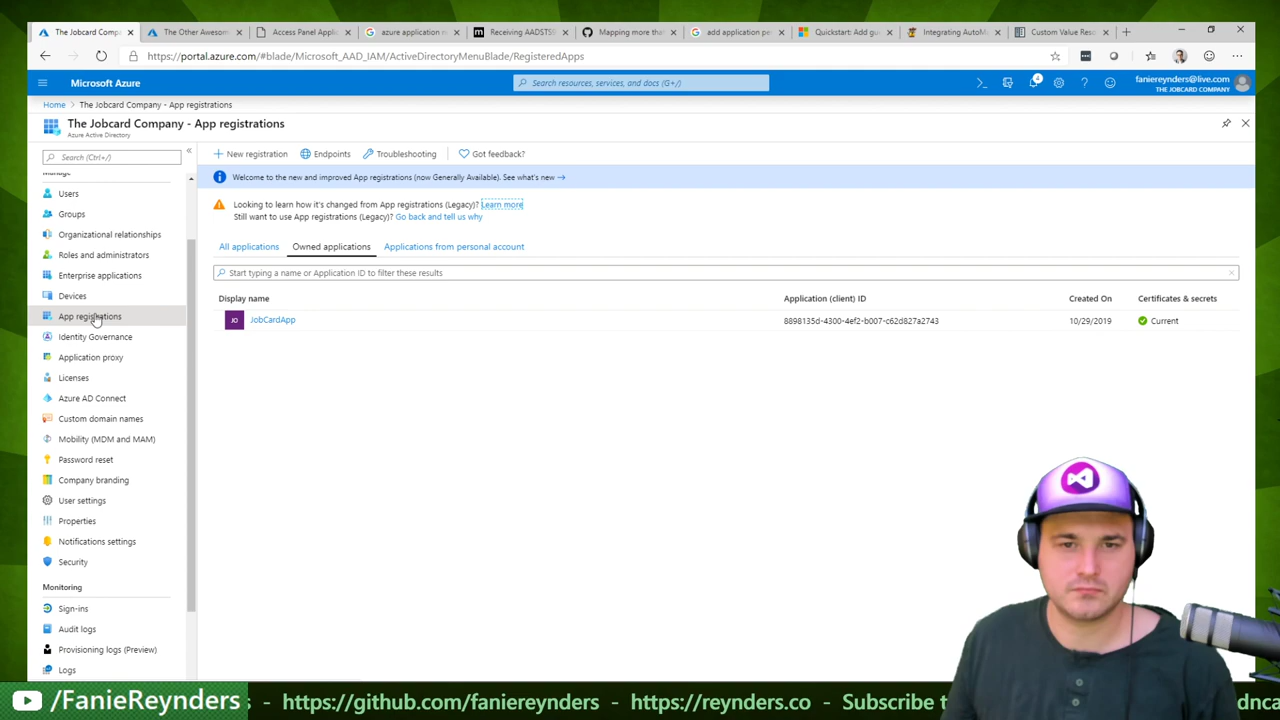 The Jobcard Compa
The Other Awesom
Access Panel Applic
azure application n
Receiving AADSTS9
Mapping more tha
add application pe
Quickstart: Add gu
Integrating AutoMa
Custom Value Reso
https://portal.azure.com/#blade/Microsoft_AAD_IAM/ActiveDirectoryMenuBlade/RegisteredApps
Microsoft Azure
Search resources, services, and docs (G+/)
4
faniereynders@live.com
THE JOBCARD COMPANY
Home > The Jobcard Company - App registrations
The Jobcard Company - App registrations
Azure Active Directory
Search (Ctrl+/)
Manage
Users
Groups
Organizational relationships
Roles and administrators
Enterprise applications
Devices
App registrations
Identity Governance
Application proxy
Licenses
Azure AD Connect
Custom domain names
Mobility (MDM and MAM)
Password reset
Company branding
User settings
Properties
Notifications settings
Security
Monitoring
Sign-ins
Audit logs
Provisioning logs (Preview)
Logs
New registration
Endpoints
Troubleshooting
Got feedback?
Welcome to the new and improved App registrations (now Generally Available). See what's new →
Looking to learn how it's changed from App registrations (Legacy)? Learn more
Still want to use App registrations (Legacy)? Go back and tell us why
All applications
Owned applications
Applications from personal account
Start typing a name or Application ID to filter these results
Display name
Application (client) ID
Created On
Certificates & secrets
JO
JobCardApp
8898135d-4300-4ef2-b007-c62d827a2743
10/29/2019
Current
/FanieReynders
s - https://github.com/faniereynders - https://reynders.co - Subscribe t
dnca